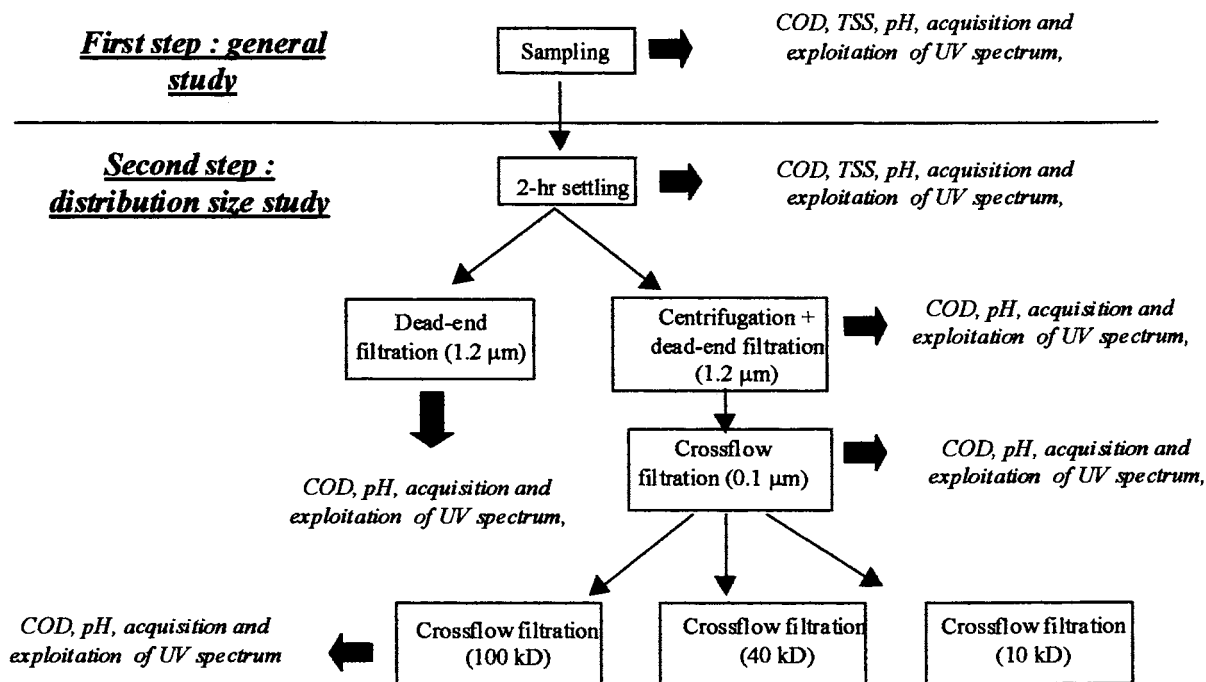 First step : general
study
Sampling
COD, TSS, pH, acquisition and
exploitation of UV spectrum,
Second step :
distribution size study
2-hr settling
COD, TSS, pH, acquisition and
exploitation of UV spectrum,
Dead-end
filtration (1.2 µm)
Centrifugation +
dead-end filtration
(1.2 µm)
COD, pH, acquisition and
exploitation of UV spectrum,
COD, pH, acquisition and
exploitation of UV spectrum,
Crossflow
filtration (0.1 µm)
COD, pH, acquisition and
exploitation of UV spectrum,
COD, pH, acquisition and
exploitation of UV spectrum
Crossflow filtration
(100 kD)
Crossflow filtration
(40 kD)
Crossflow filtration
(10 kD)